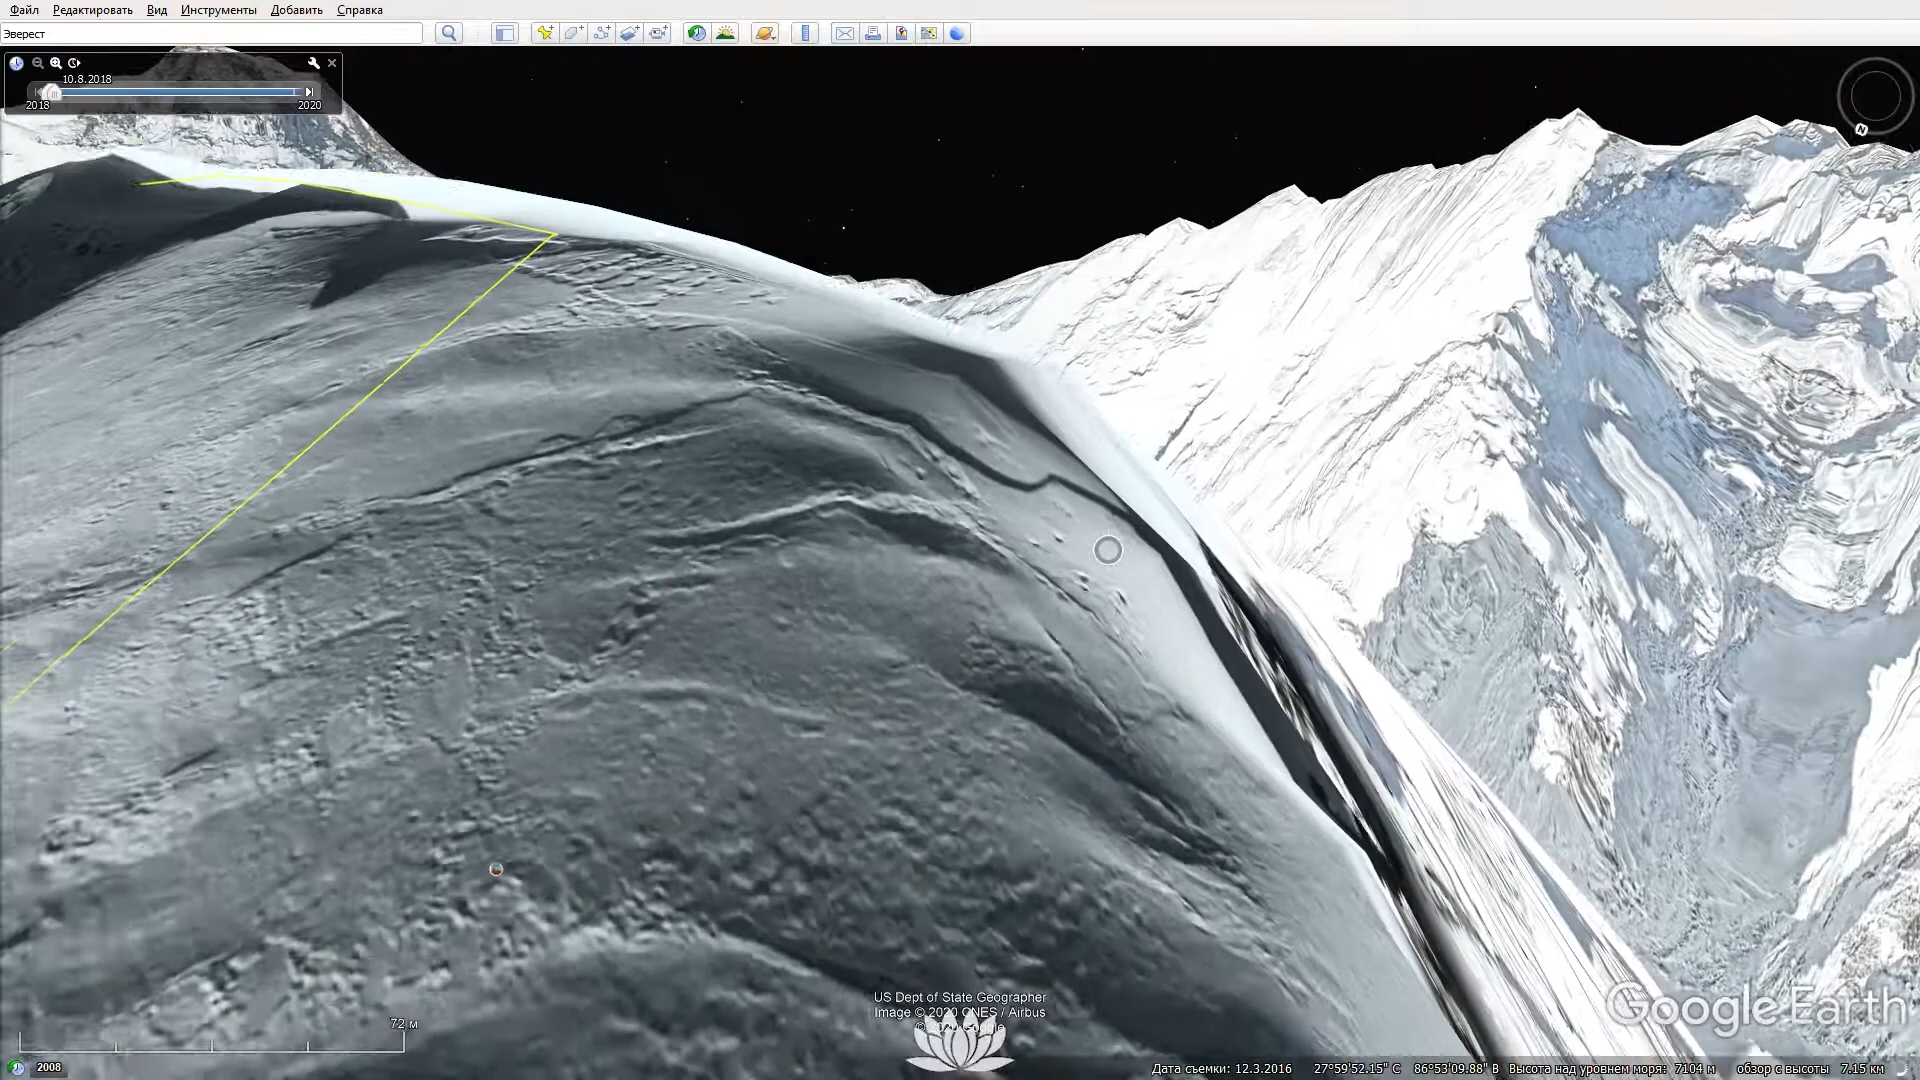 Файл Редактировать Вид Инструменты Добавить Справка
Эверест
10.8.2018
2018 2020
N
US Dept of State Geographer
Image © 2020 CNES / Airbus
© 2020 Google
Google Earth
72 м
2008
Дата съемки: 12.3.2016 27°59'52.15" С 86°53'09.88" В Высота над уровнем моря: 7104 м обзор с высоты 7.15 км